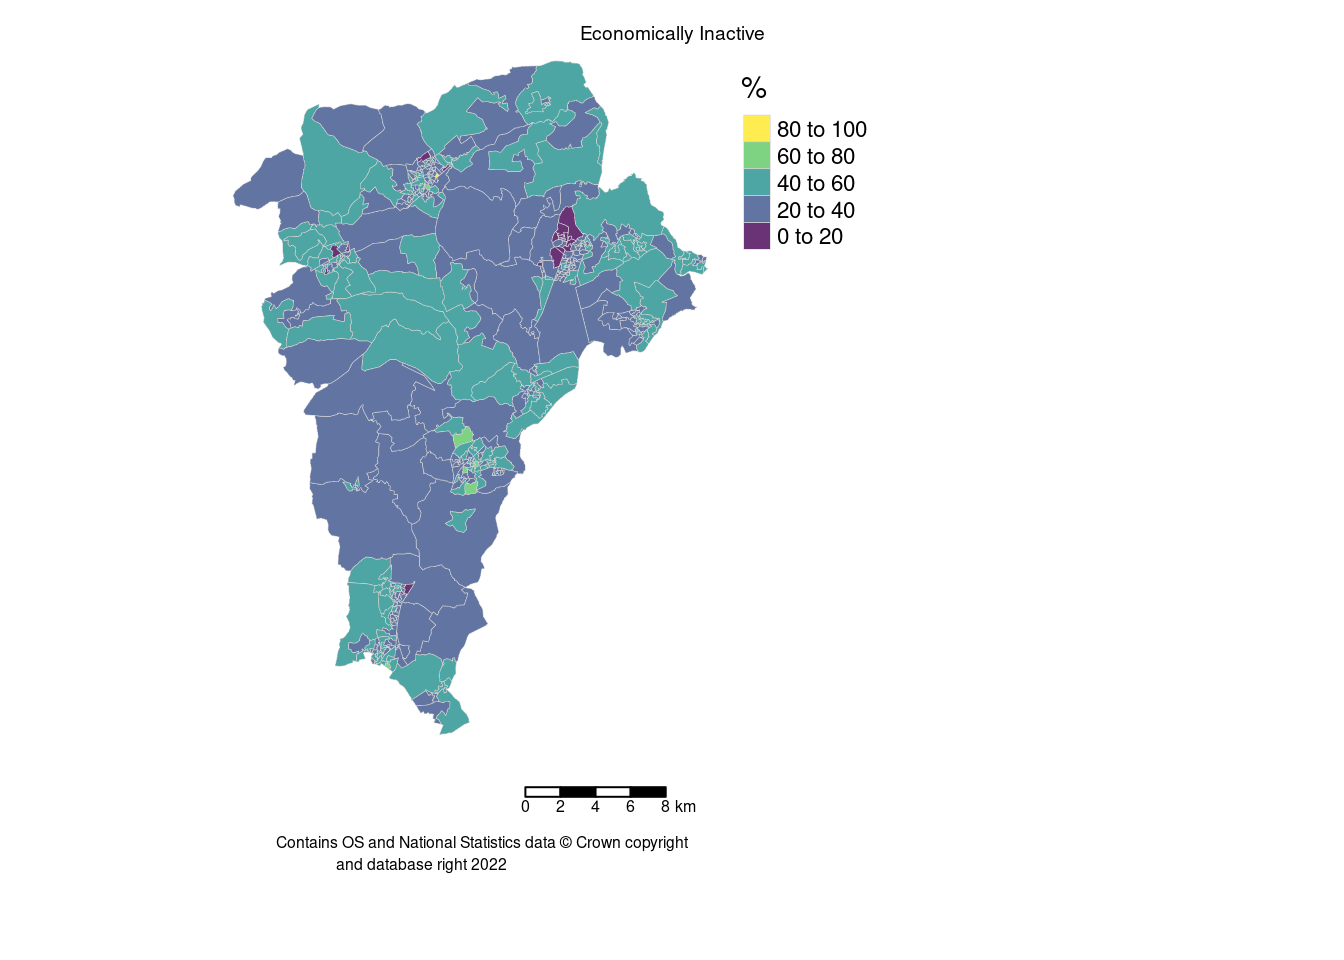 Economically Inactive
%
80 to 100
60 to 80
40 to 60
20 to 40
0 to 20
0 2 4 6 8 km
Contains OS and National Statistics data © Crown copyright
and database right 2022